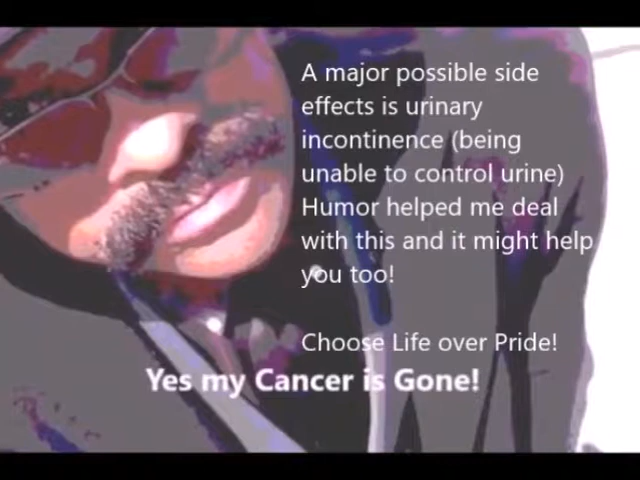 A major possible side
effects is urinary
incontinence (being
unable to control urine)
Humor helped me deal
with this and it might help
you too!
Choose Life over Pride!
Yes my Cancer is Gone!